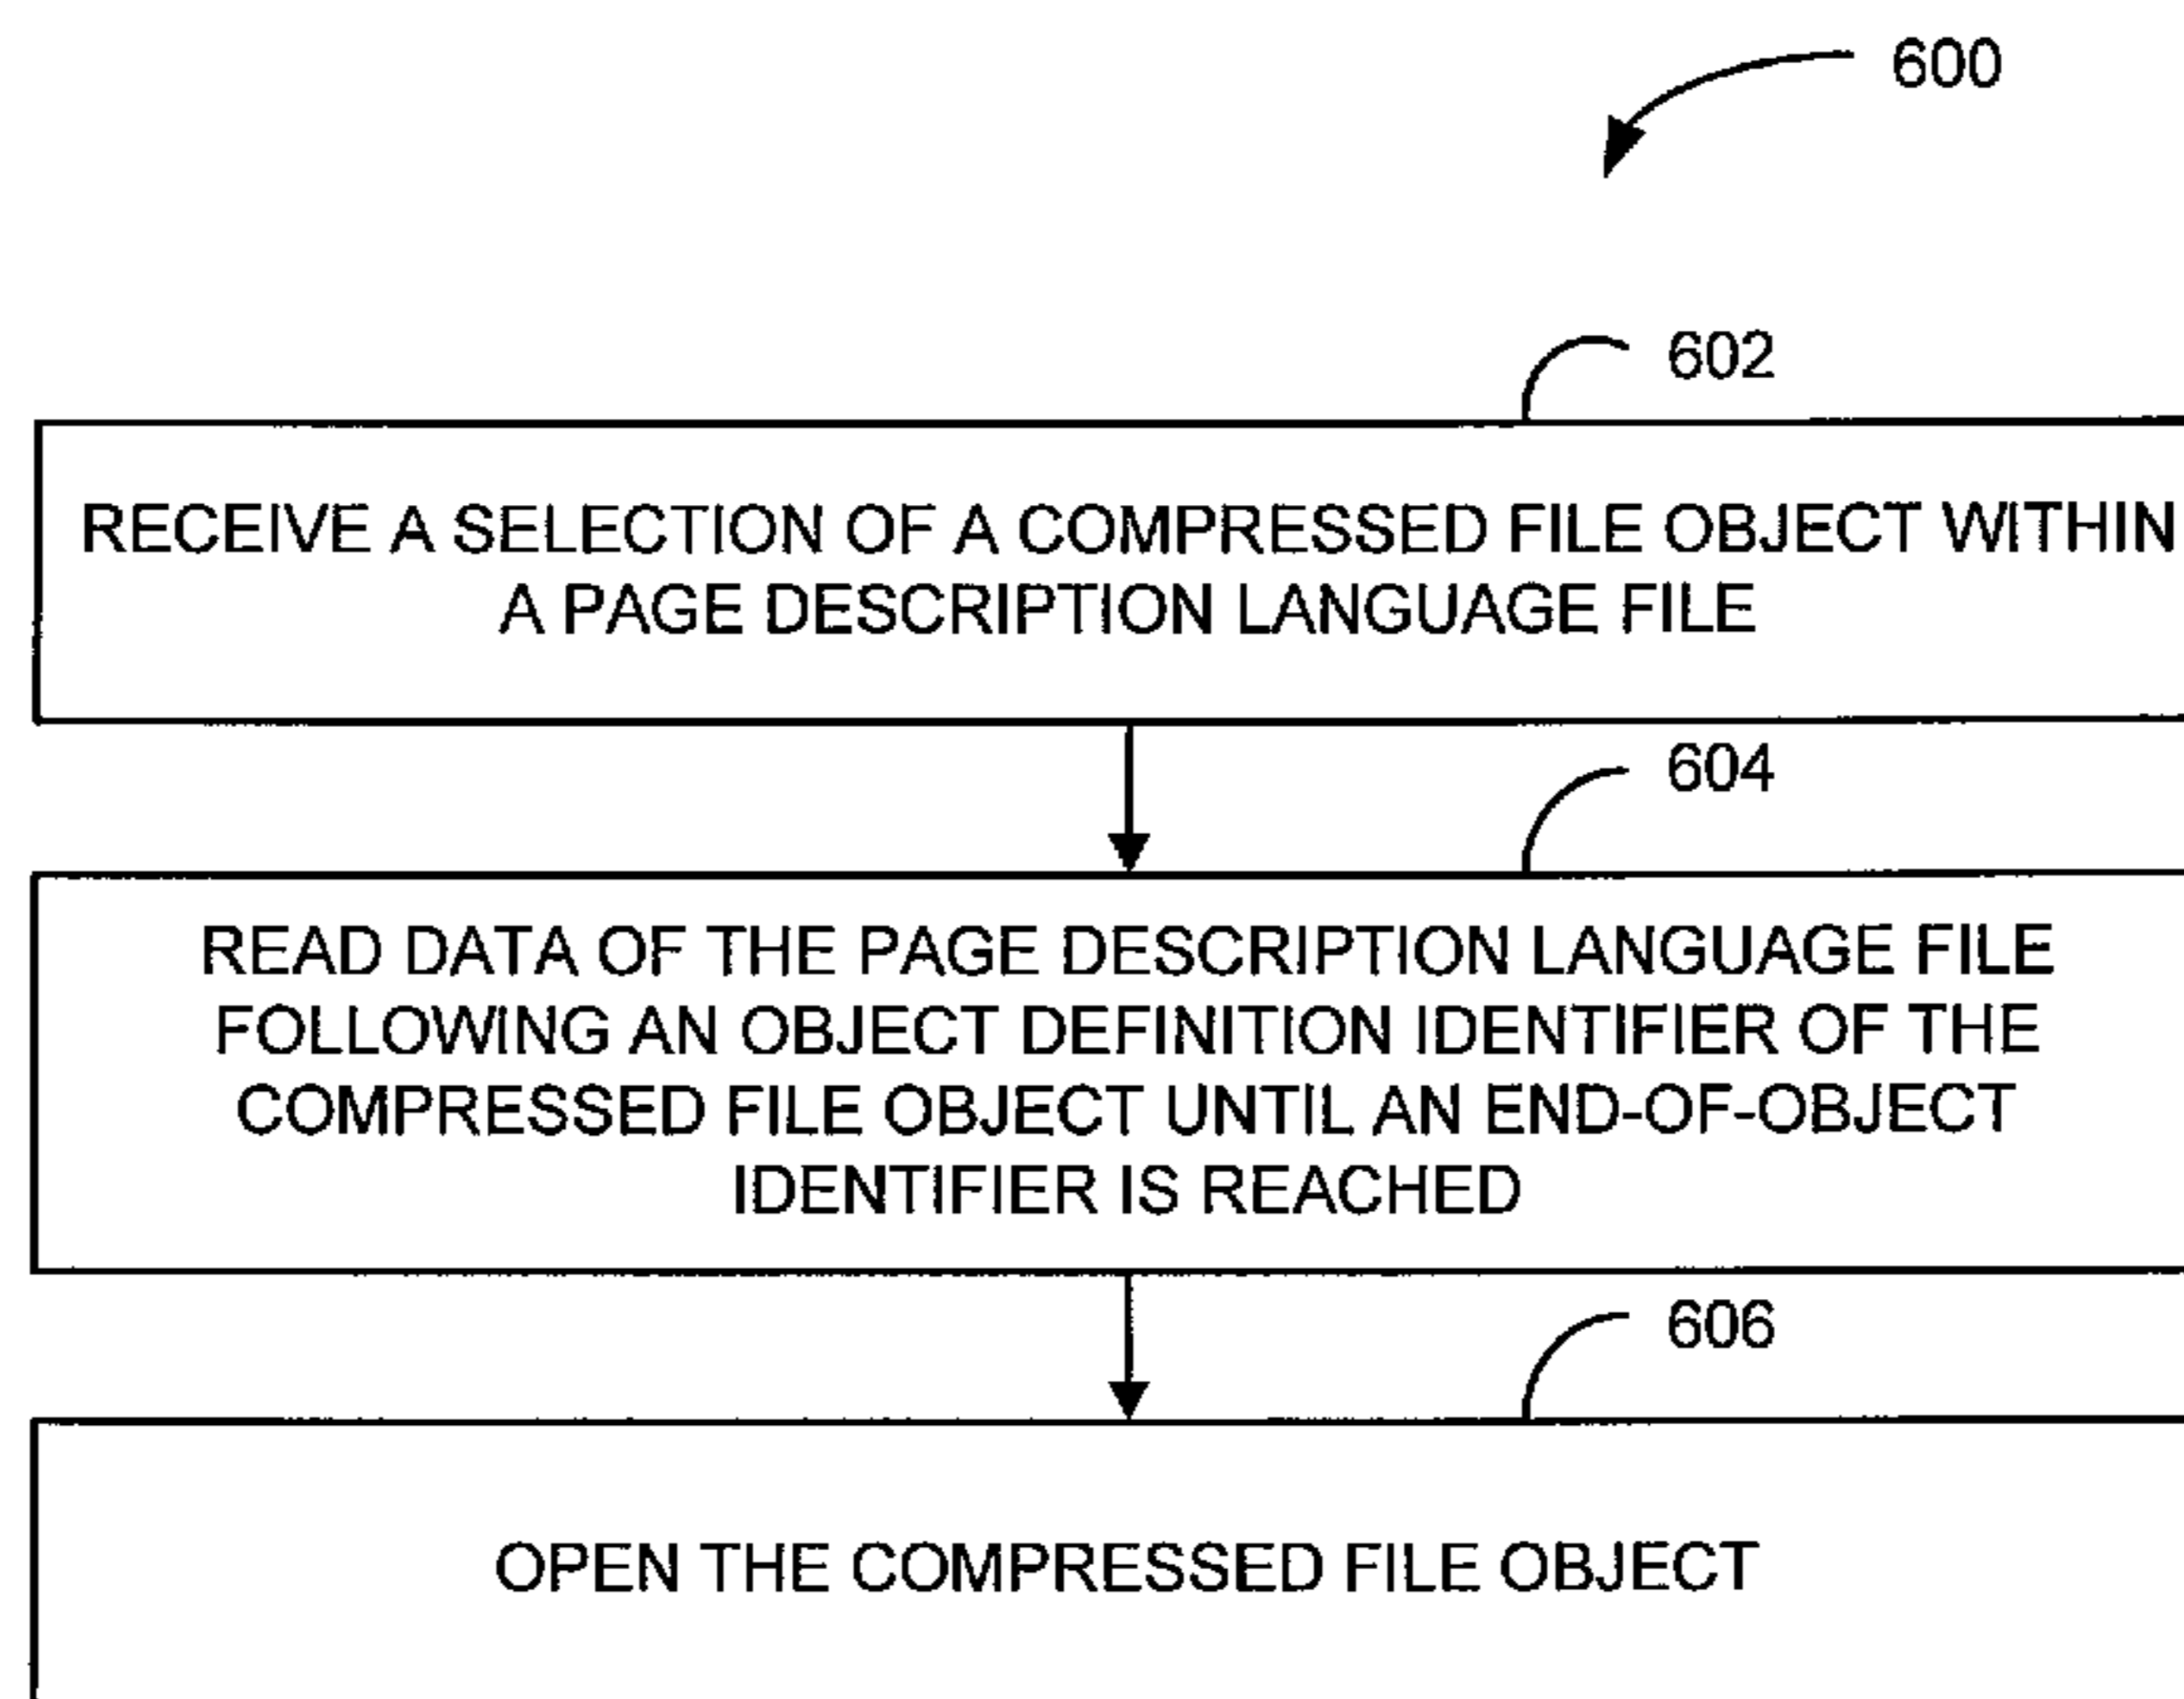 600
602
RECEIVE A SELECTION OF A COMPRESSED FILE OBJECT WITHIN
A PAGE DESCRIPTION LANGUAGE FILE
604
READ DATA OF THE PAGE DESCRIPTION LANGUAGE FILE
FOLLOWING AN OBJECT DEFINITION IDENTIFIER OF THE
COMPRESSED FILE OBJECT UNTIL AN END-OF-OBJECT
IDENTIFIER IS REACHED
606
OPEN THE COMPRESSED FILE OBJECT